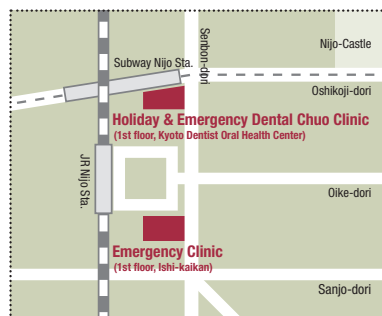 Senbon-dori
Nijo-Castle
Subway Nijo Sta.
Oshikoji-dori
Holiday & Emergency Dental Chuo Clinic
(1st floor, Kyoto Dentist Oral Health Center)
JR Nijo Sta.
Oike-dori
Emergency Clinic
(1st floor, Ishi-kaikan)
Sanjo-dori